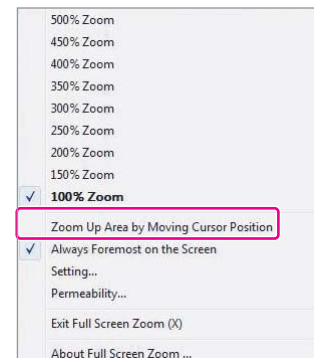 500% Zoom
450% Zoom
400% Zoom
350% Zoom
300% Zoom
250% Zoom
200% Zoom
150% Zoom
100% Zoom
Zoom Up Area by Moving Cursor Position
Always Foremost on the Screen
Setting...
Permeability...
Exit Full Screen Zoom (X)
About Full Screen Zoom ...